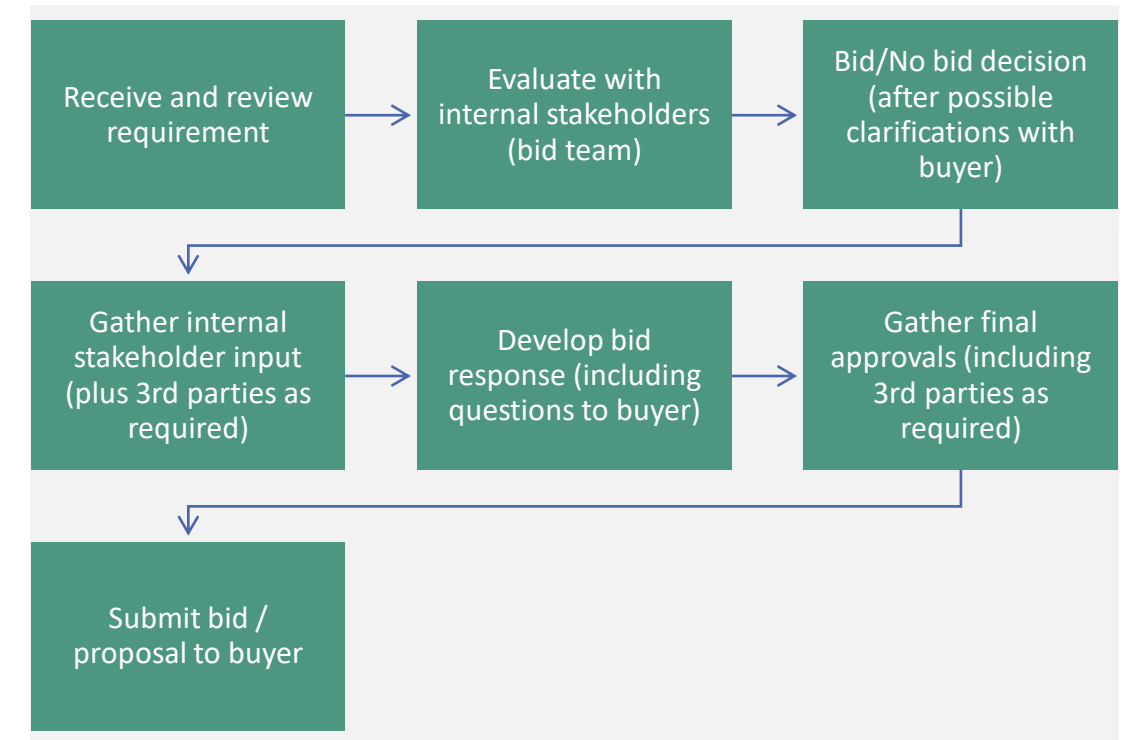 Receive and review
requirement
Evaluate with
internal stakeholders
(bid team)
Bid/No bid decision
(after possible
clarifications with
buyer)
Gather internal
stakeholder input
(plus 3rd parties as
required)
Develop bid
response (including
questions to buyer)
Gather final
approvals (including
3rd parties as
required)
Submit bid /
proposal to buyer